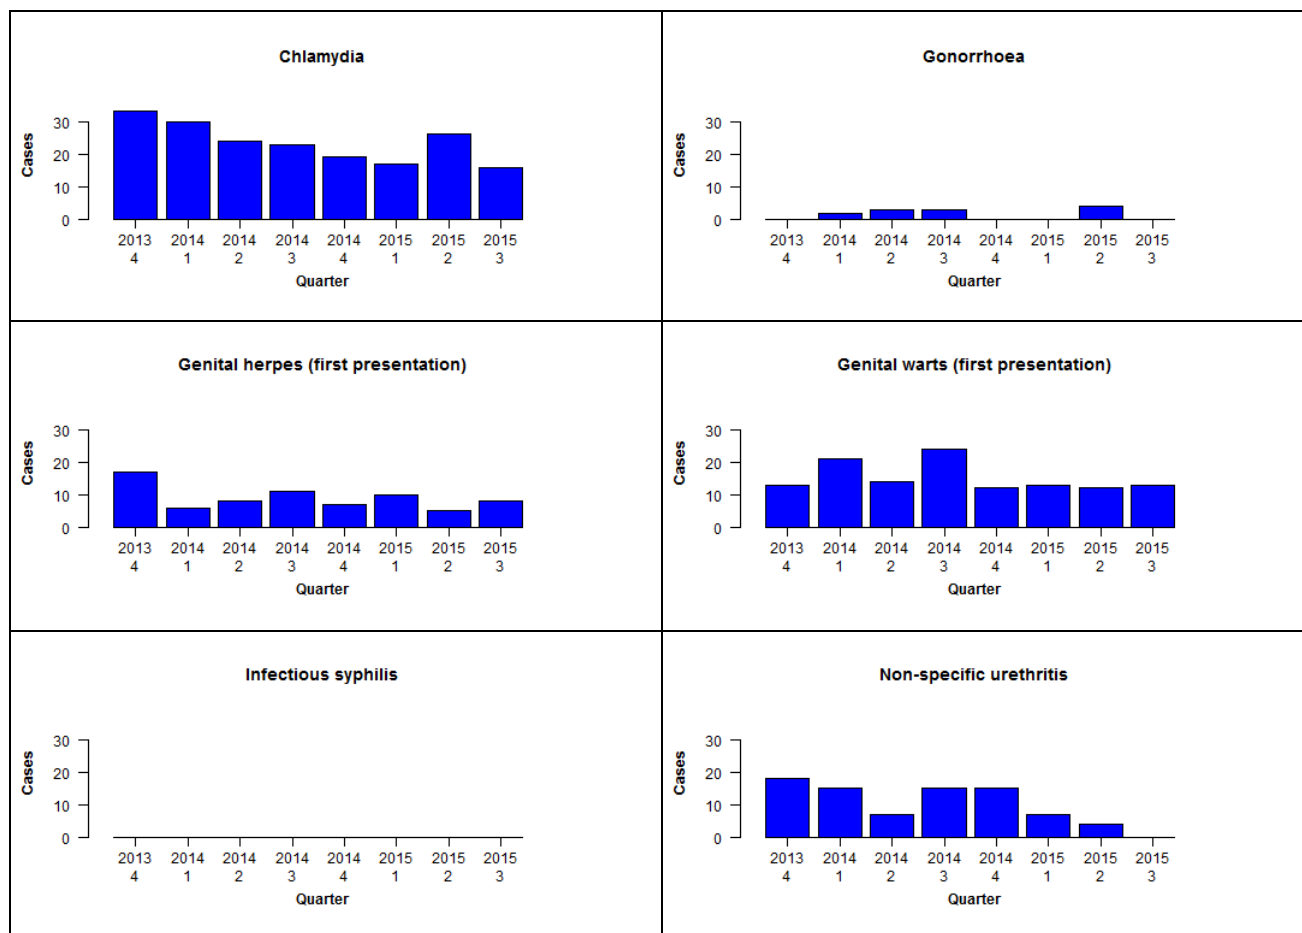 Chlamydia
Cases
30
20
10
0
2013 2014 2014 2014 2014 2015 2015 2015
4 1 2 3 4 1 2 3
Quarter
Gonorrhoea
Cases
30
20
10
0
2013 2014 2014 2014 2014 2015 2015 2015
4 1 2 3 4 1 2 3
Quarter
Genital herpes (first presentation)
Cases
30
20
10
0
2013 2014 2014 2014 2014 2015 2015 2015
4 1 2 3 4 1 2 3
Quarter
Genital warts (first presentation)
Cases
30
20
10
0
2013 2014 2014 2014 2014 2015 2015 2015
4 1 2 3 4 1 2 3
Quarter
Infectious syphilis
Cases
30
20
10
0
2013 2014 2014 2014 2014 2015 2015 2015
4 1 2 3 4 1 2 3
Quarter
Non-specific urethritis
Cases
30
20
10
0
2013 2014 2014 2014 2014 2015 2015 2015
4 1 2 3 4 1 2 3
Quarter